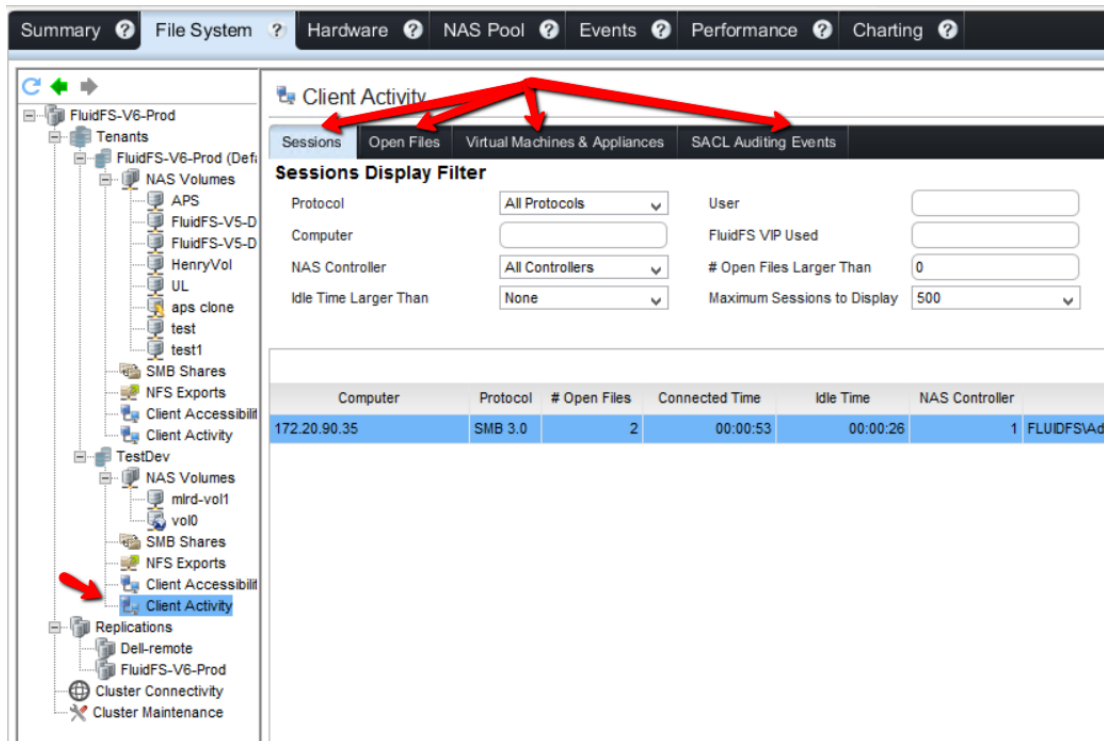 Summary ? File System ? Hardware ? NAS Pool ? Events ? Performance ? Charting ?
FluidFS-V6-Prod
Tenants
FluidFS-V6-Prod (Defa
NAS Volumes
APS
FluidFS-V5-D
FluidFS-V5-D
HenryVol
UL
aps clone
test
test1
SMB Shares
NFS Exports
Client Accessibilit
Client Activity
TestDev
NAS Volumes
mlrd-vol1
vol0
SMB Shares
NFS Exports
Client Accessibilit
Client Activity
Replications
Dell-remote
FluidFS-V6-Prod
Cluster Connectivity
Cluster Maintenance
Client Activity
Sessions Open Files Virtual Machines & Appliances SACL Auditing Events
Sessions Display Filter
Protocol All Protocols User
Computer FluidFS VIP Used
NAS Controller All Controllers # Open Files Larger Than 0
Idle Time Larger Than None Maximum Sessions to Display 500
Computer Protocol # Open Files Connected Time Idle Time NAS Controller
172.20.90.35 SMB 3.0 2 00:00:53 00:00:26 1 FLUIDFS\Ad